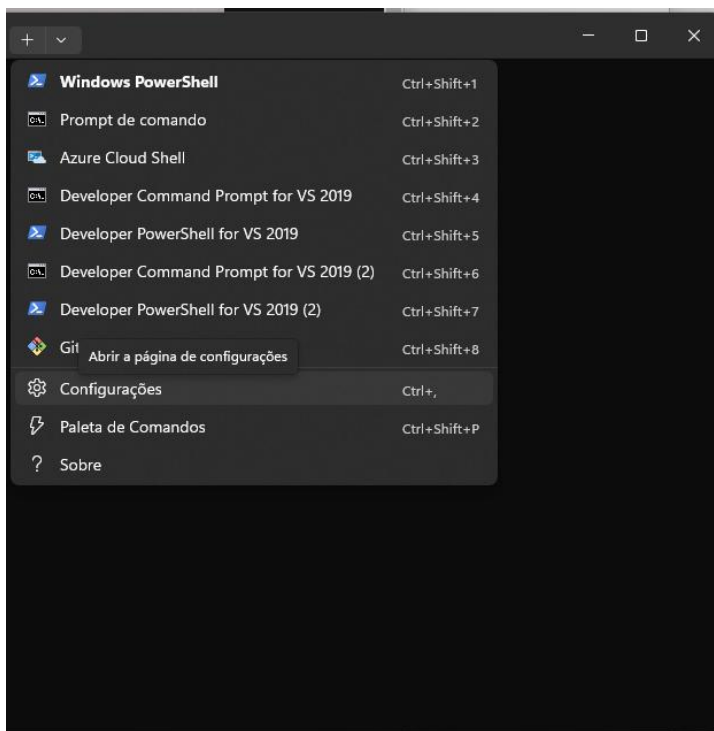 Windows PowerShell Ctrl+Shift+1
Prompt de comando Ctrl+Shift+2
Azure Cloud Shell Ctrl+Shift+3
Developer Command Prompt for VS 2019 Ctrl+Shift+4
Developer PowerShell for VS 2019 Ctrl+Shift+5
Developer Command Prompt for VS 2019 (2) Ctrl+Shift+6
Developer PowerShell for VS 2019 (2) Ctrl+Shift+7
Git Ctrl+Shift+8
Abrir a página de configurações
Configurações Ctrl+,
Paleta de Comandos Ctrl+Shift+P
? Sobre